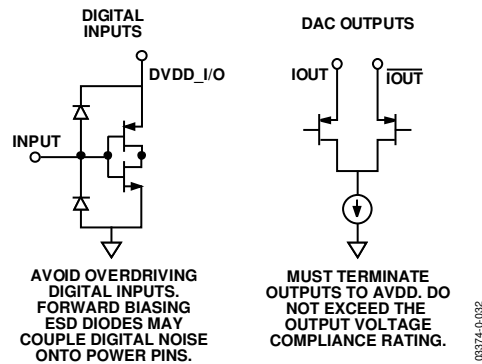 DIGITAL
INPUTS
DVDD_I/O
INPUT
AVOID OVERDRIVING
DIGITAL INPUTS.
FORWARD BIASING
ESD DIODES MAY
COUPLE DIGITAL NOISE
ONTO POWER PINS.
DAC OUTPUTS
IOUT
IOUT
MUST TERMINATE
OUTPUTS TO AVDD. DO
NOT EXCEED THE
OUTPUT VOLTAGE
COMPLIANCE RATING.
03374-0-032